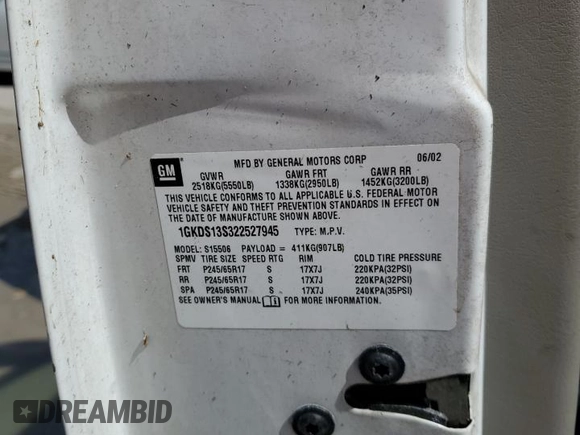 GM
MFD BY GENERAL MOTORS CORP 06/02
GVWR GAWR FRT GAWR RR
2518KG(5550LB) 1338KG(2950LB) 1452KG(3200LB)
THIS VEHICLE CONFORMS TO ALL APPLICABLE U.S. FEDERAL MOTOR
VEHICLE SAFETY AND THEFT PREVENTION STANDARDS IN EFFECT ON
THE DATE OF MANUFACTURE SHOWN ABOVE.
1GKDS13S322527945 TYPE: M.P.V.
MODEL: S15506 PAYLOAD = 411KG(907LB)
SPMV TIRE SIZE SPEED RTG RIM COLD TIRE PRESSURE
FRT P245/65R17 S 17X7J 220KPA(32PSI)
RR P245/65R17 S 17X7J 220KPA(32PSI)
SPA P245/65R17 S 17X7J 240KPA(35PSI)
SEE OWNER'S MANUAL FOR MORE INFORMATION.
DREAMBID